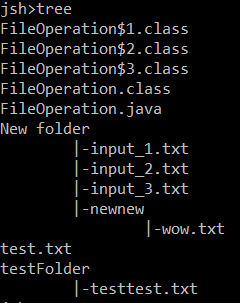 jsh>tree
FileOperation$1.class
FileOperation$2.class
FileOperation$3.class
FileOperation.class
FileOperation.java
New folder
|-input_1.txt
|-input_2.txt
|-input_3.txt
|-newnew
|-wow.txt
test.txt
testFolder
|-testtest.txt